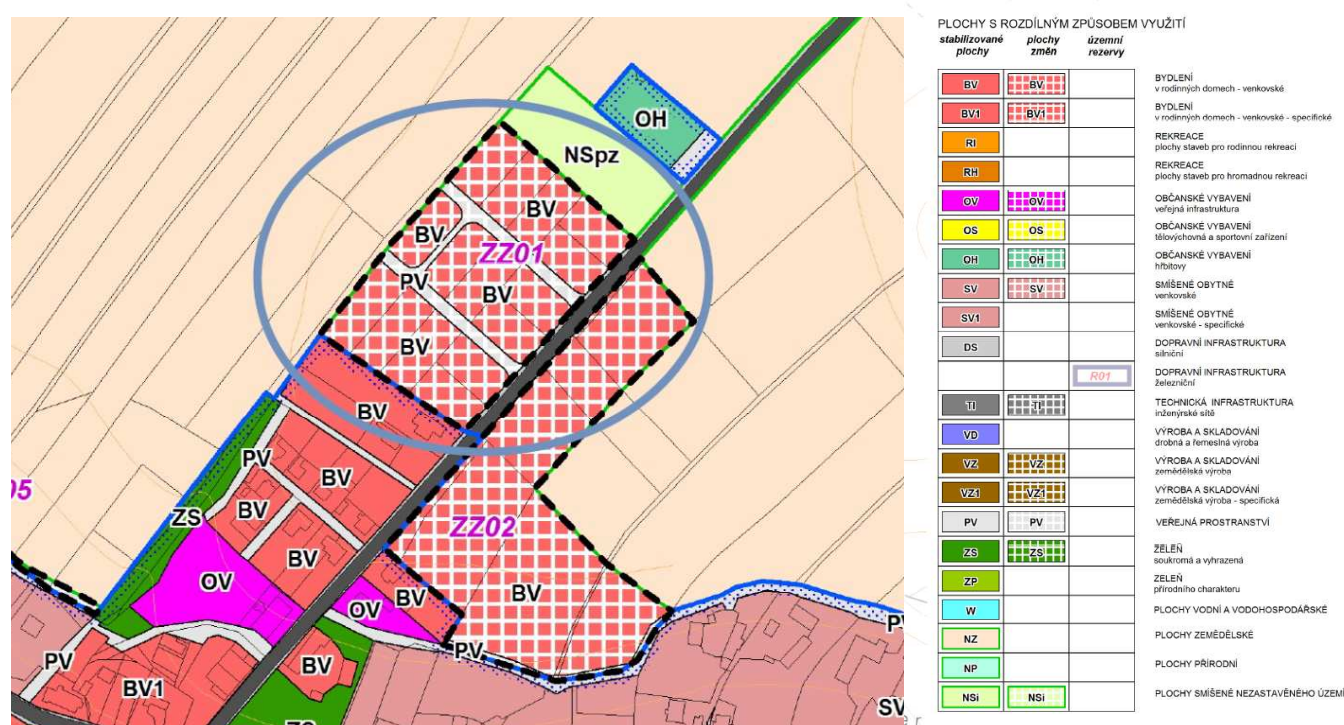 OH
NSpz
BV
BV
ZZ01
PV
BV
BV
BV
PV
BV
05
ZS
BV
ZZ02
BV
OV
OV
BV
BV
PV
PV
PV
BV
BV1
SV
ZS
PLOCHY S ROZDÍLNÝM ZPŮSOBEM VYUŽITÍ
stabilizované plochy změn územní
plochy rezervy
BV BV BYDLENÍ
v rodinných domech - venkovské
BV1 BV1 BYDLENÍ
v rodinných domech - venkovské - specifické
RI REKREACE
plochy staveb pro rodinnou rekreaci
RH REKREACE
plochy staveb pro hromadnou rekreaci
OV OV OBČANSKÉ VYBAVENÍ
veřejná infrastruktura
OS OS OBČANSKÉ VYBAVENÍ
tělovýchovná a sportovní zařízení
OH OH OBČANSKÉ VYBAVENÍ
hřbitovy
SV SV SMÍŠENÉ OBYTNÉ
venkovské
SV1 SMÍŠENÉ OBYTNÉ
venkovské - specifické
DS DOPRAVNÍ INFRASTRUKTURA
silniční
R01 DOPRAVNÍ INFRASTRUKTURA
železniční
TI TI TECHNICKÁ INFRASTRUKTURA
inženýrské sítě
VD VÝROBA A SKLADOVÁNÍ
drobná a řemeslná výroba
VZ VZ VÝROBA A SKLADOVÁNÍ
zemědělská výroba
VZ1 VZ1 VÝROBA A SKLADOVÁNÍ
zemědělská výroba - specifická
PV PV VEŘEJNÁ PROSTRANSTVÍ
ZS ZS ZELEŇ
soukromá a vyhrazená
ZP ZELEŇ
přírodního charakteru
W PLOCHY VODNÍ A VODOHOSPODÁŘSKÉ
NZ PLOCHY ZEMĚDĚLSKÉ
NP PLOCHY PŘÍRODNÍ
NSi NSi PLOCHY SMÍŠENÉ NEZASTAVĚNÉHO ÚZEMÍ